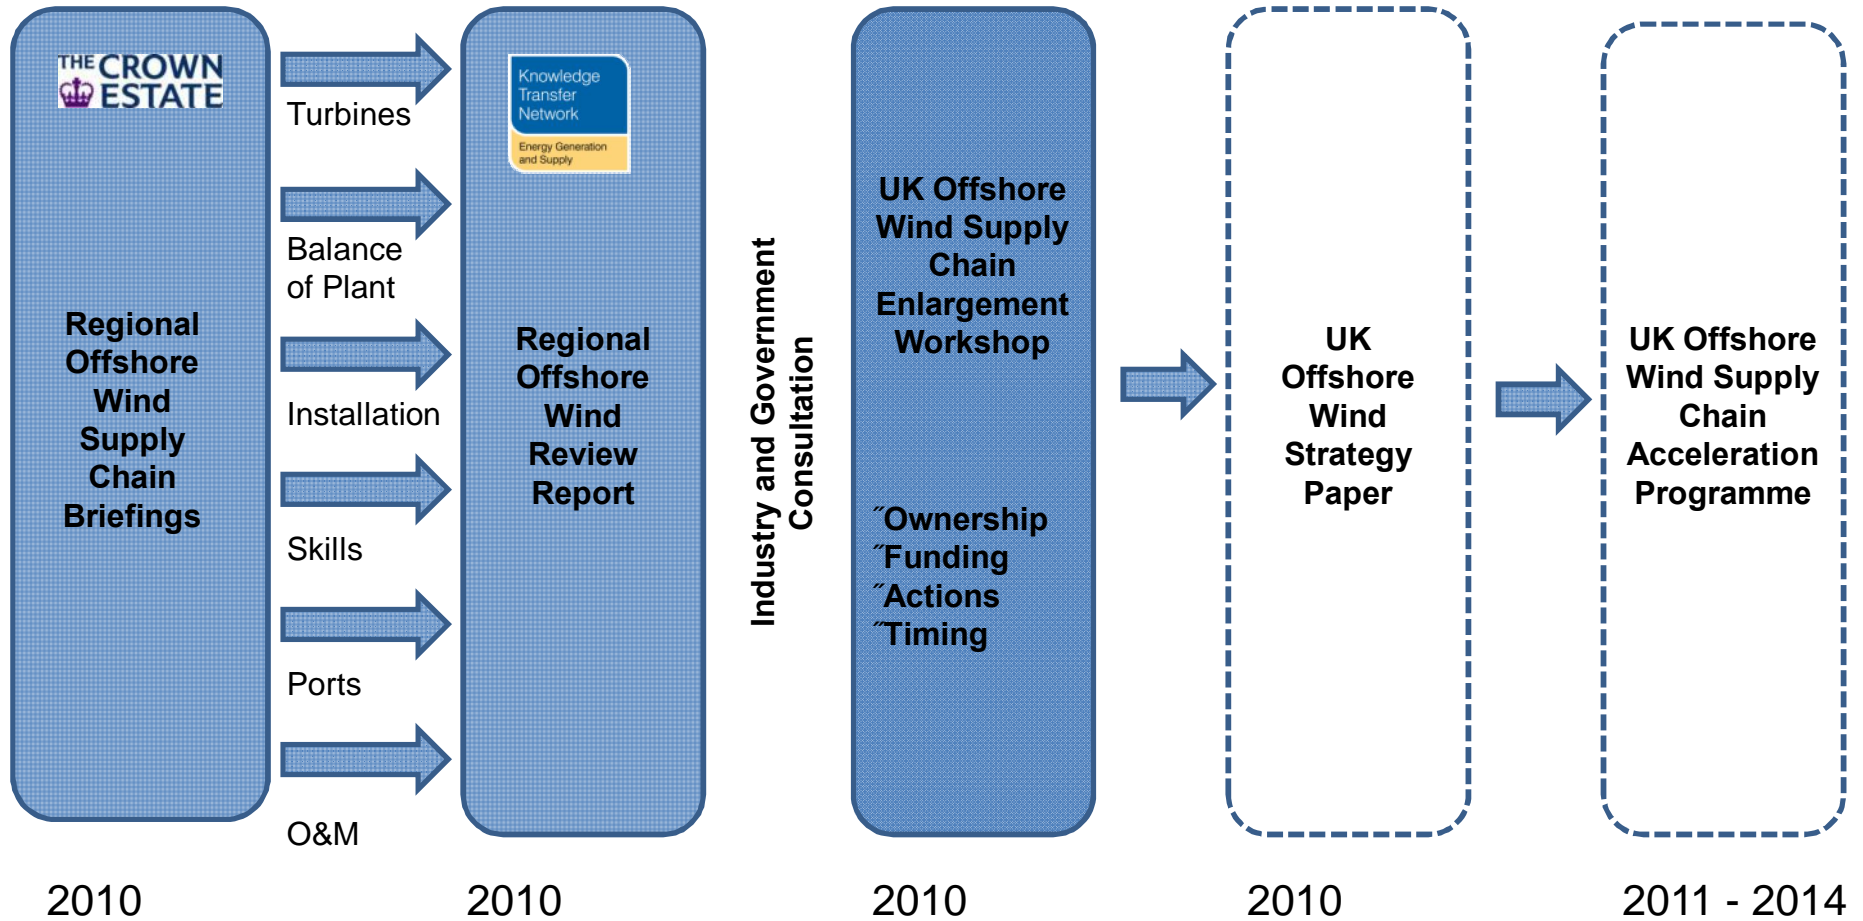 THE CROWN
ESTATE
Regional
Offshore
Wind
Supply
Chain
Briefings
Turbines
Balance
of Plant
Installation
Skills
Ports
O&M
Knowledge
Transfer
Network
Energy Generation
and Supply
Regional
Offshore
Wind
Review
Report
Industry and Government
Consultation
UK Offshore
Wind Supply
Chain
Enlargement
Workshop
˝Ownership
˝Funding
˝Actions
˝Timing
UK
Offshore
Wind
Strategy
Paper
UK Offshore
Wind Supply
Chain
Acceleration
Programme
2010
2010
2010
2010
2011 - 2014